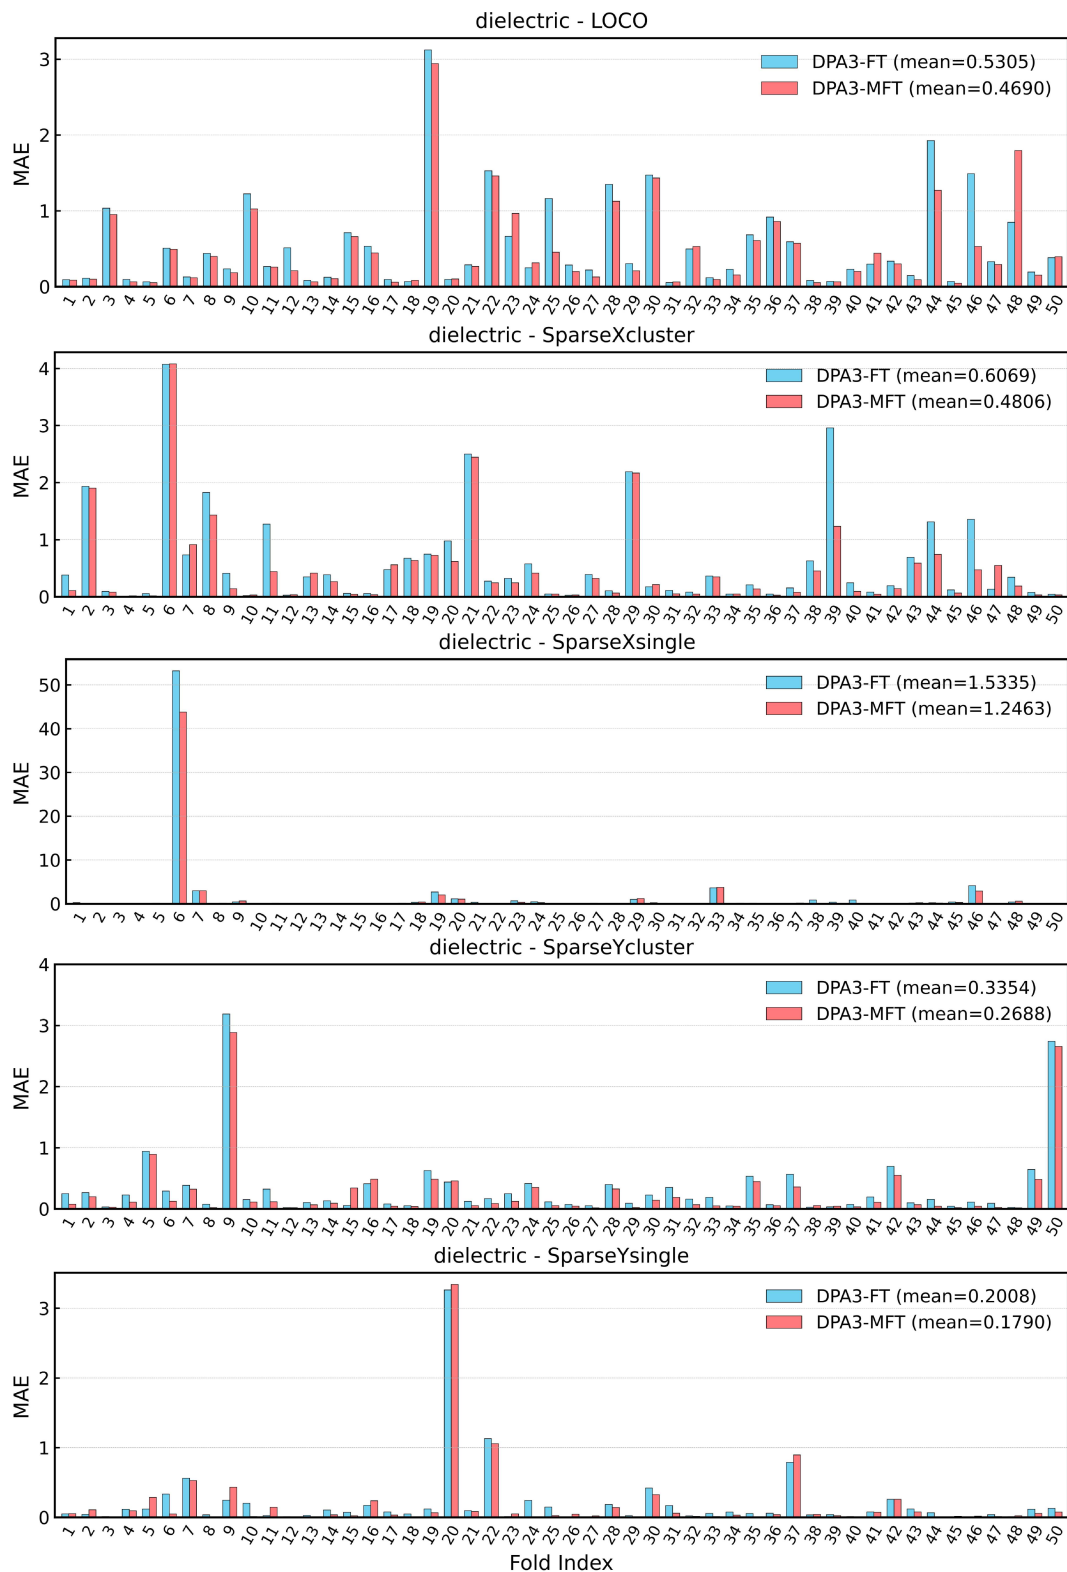 dielectric - LOCO
MAE
3
2
1
0
DPA3-FT (mean=0.5305)
DPA3-MFT (mean=0.4690)
1 2 3 4 5 6 7 8 9 10 11 12 13 14 15 16 17 18 19 20 21 22 23 24 25 26 27 28 29 30 31 32 33 34 35 36 37 38 39 40 41 42 43 44 45 46 47 48 49 50
dielectric - SparseXcluster
MAE
4
3
2
1
0
DPA3-FT (mean=0.6069)
DPA3-MFT (mean=0.4806)
1 2 3 4 5 6 7 8 9 10 11 12 13 14 15 16 17 18 19 20 21 22 23 24 25 26 27 28 29 30 31 32 33 34 35 36 37 38 39 40 41 42 43 44 45 46 47 48 49 50
dielectric - SparseXsingle
MAE
50
40
30
20
10
0
DPA3-FT (mean=1.5335)
DPA3-MFT (mean=1.2463)
1 2 3 4 5 6 7 8 9 10 11 12 13 14 15 16 17 18 19 20 21 22 23 24 25 26 27 28 29 30 31 32 33 34 35 36 37 38 39 40 41 42 43 44 45 46 47 48 49 50
dielectric - SparseYcluster
MAE
4
3
2
1
0
DPA3-FT (mean=0.3354)
DPA3-MFT (mean=0.2688)
1 2 3 4 5 6 7 8 9 10 11 12 13 14 15 16 17 18 19 20 21 22 23 24 25 26 27 28 29 30 31 32 33 34 35 36 37 38 39 40 41 42 43 44 45 46 47 48 49 50
dielectric - SparseYsingle
MAE
3
2
1
0
DPA3-FT (mean=0.2008)
DPA3-MFT (mean=0.1790)
1 2 3 4 5 6 7 8 9 10 11 12 13 14 15 16 17 18 19 20 21 22 23 24 25 26 27 28 29 30 31 32 33 34 35 36 37 38 39 40 41 42 43 44 45 46 47 48 49 50
Fold Index